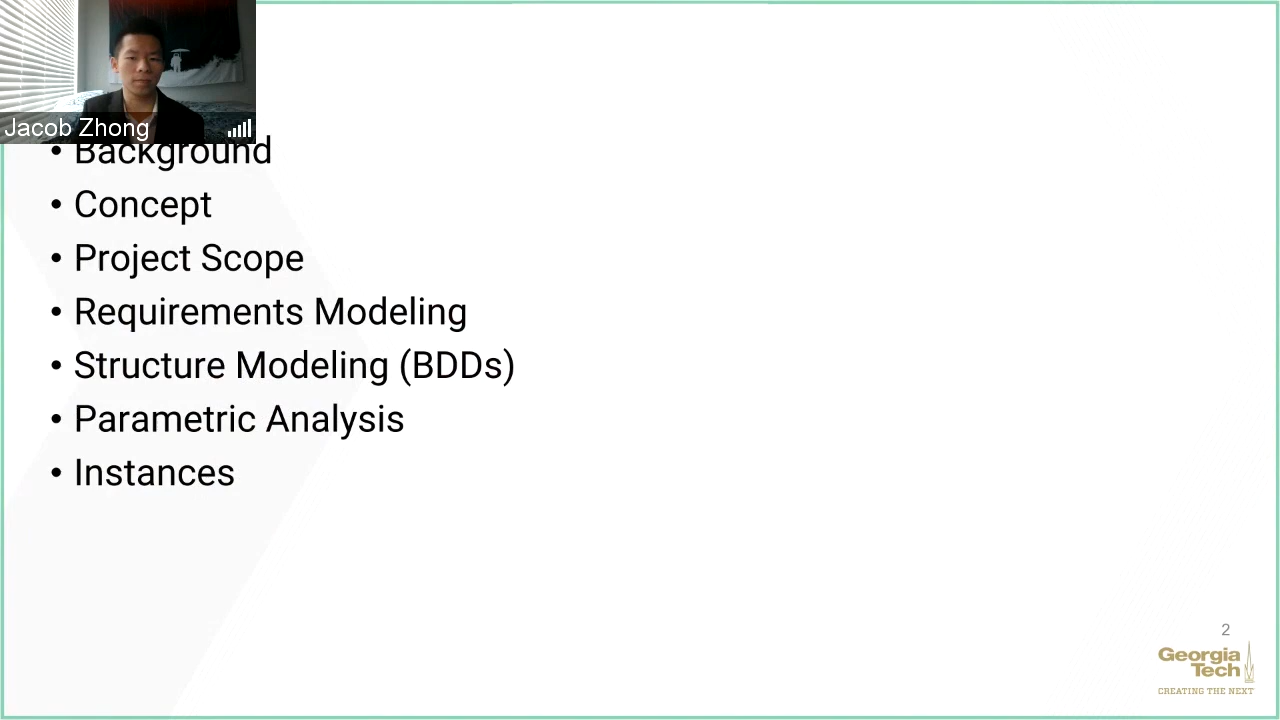 Jacob Zhong
• Background
• Concept
• Project Scope
• Requirements Modeling
• Structure Modeling (BDDs)
• Parametric Analysis
• Instances
2
Georgia
Tech
CREATING THE NEXT